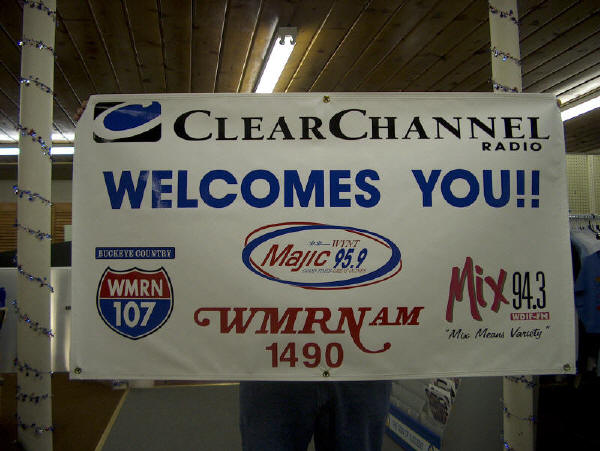 CLEARCHANNEL
RADIO
WELCOMES YOU!!
BUCKEYE COUNTRY
WMRN
107
WYNT
Majic 95.9
WMRN AM
1490
Mix 94.3
WDIF-FM
"Mix Means Variety"